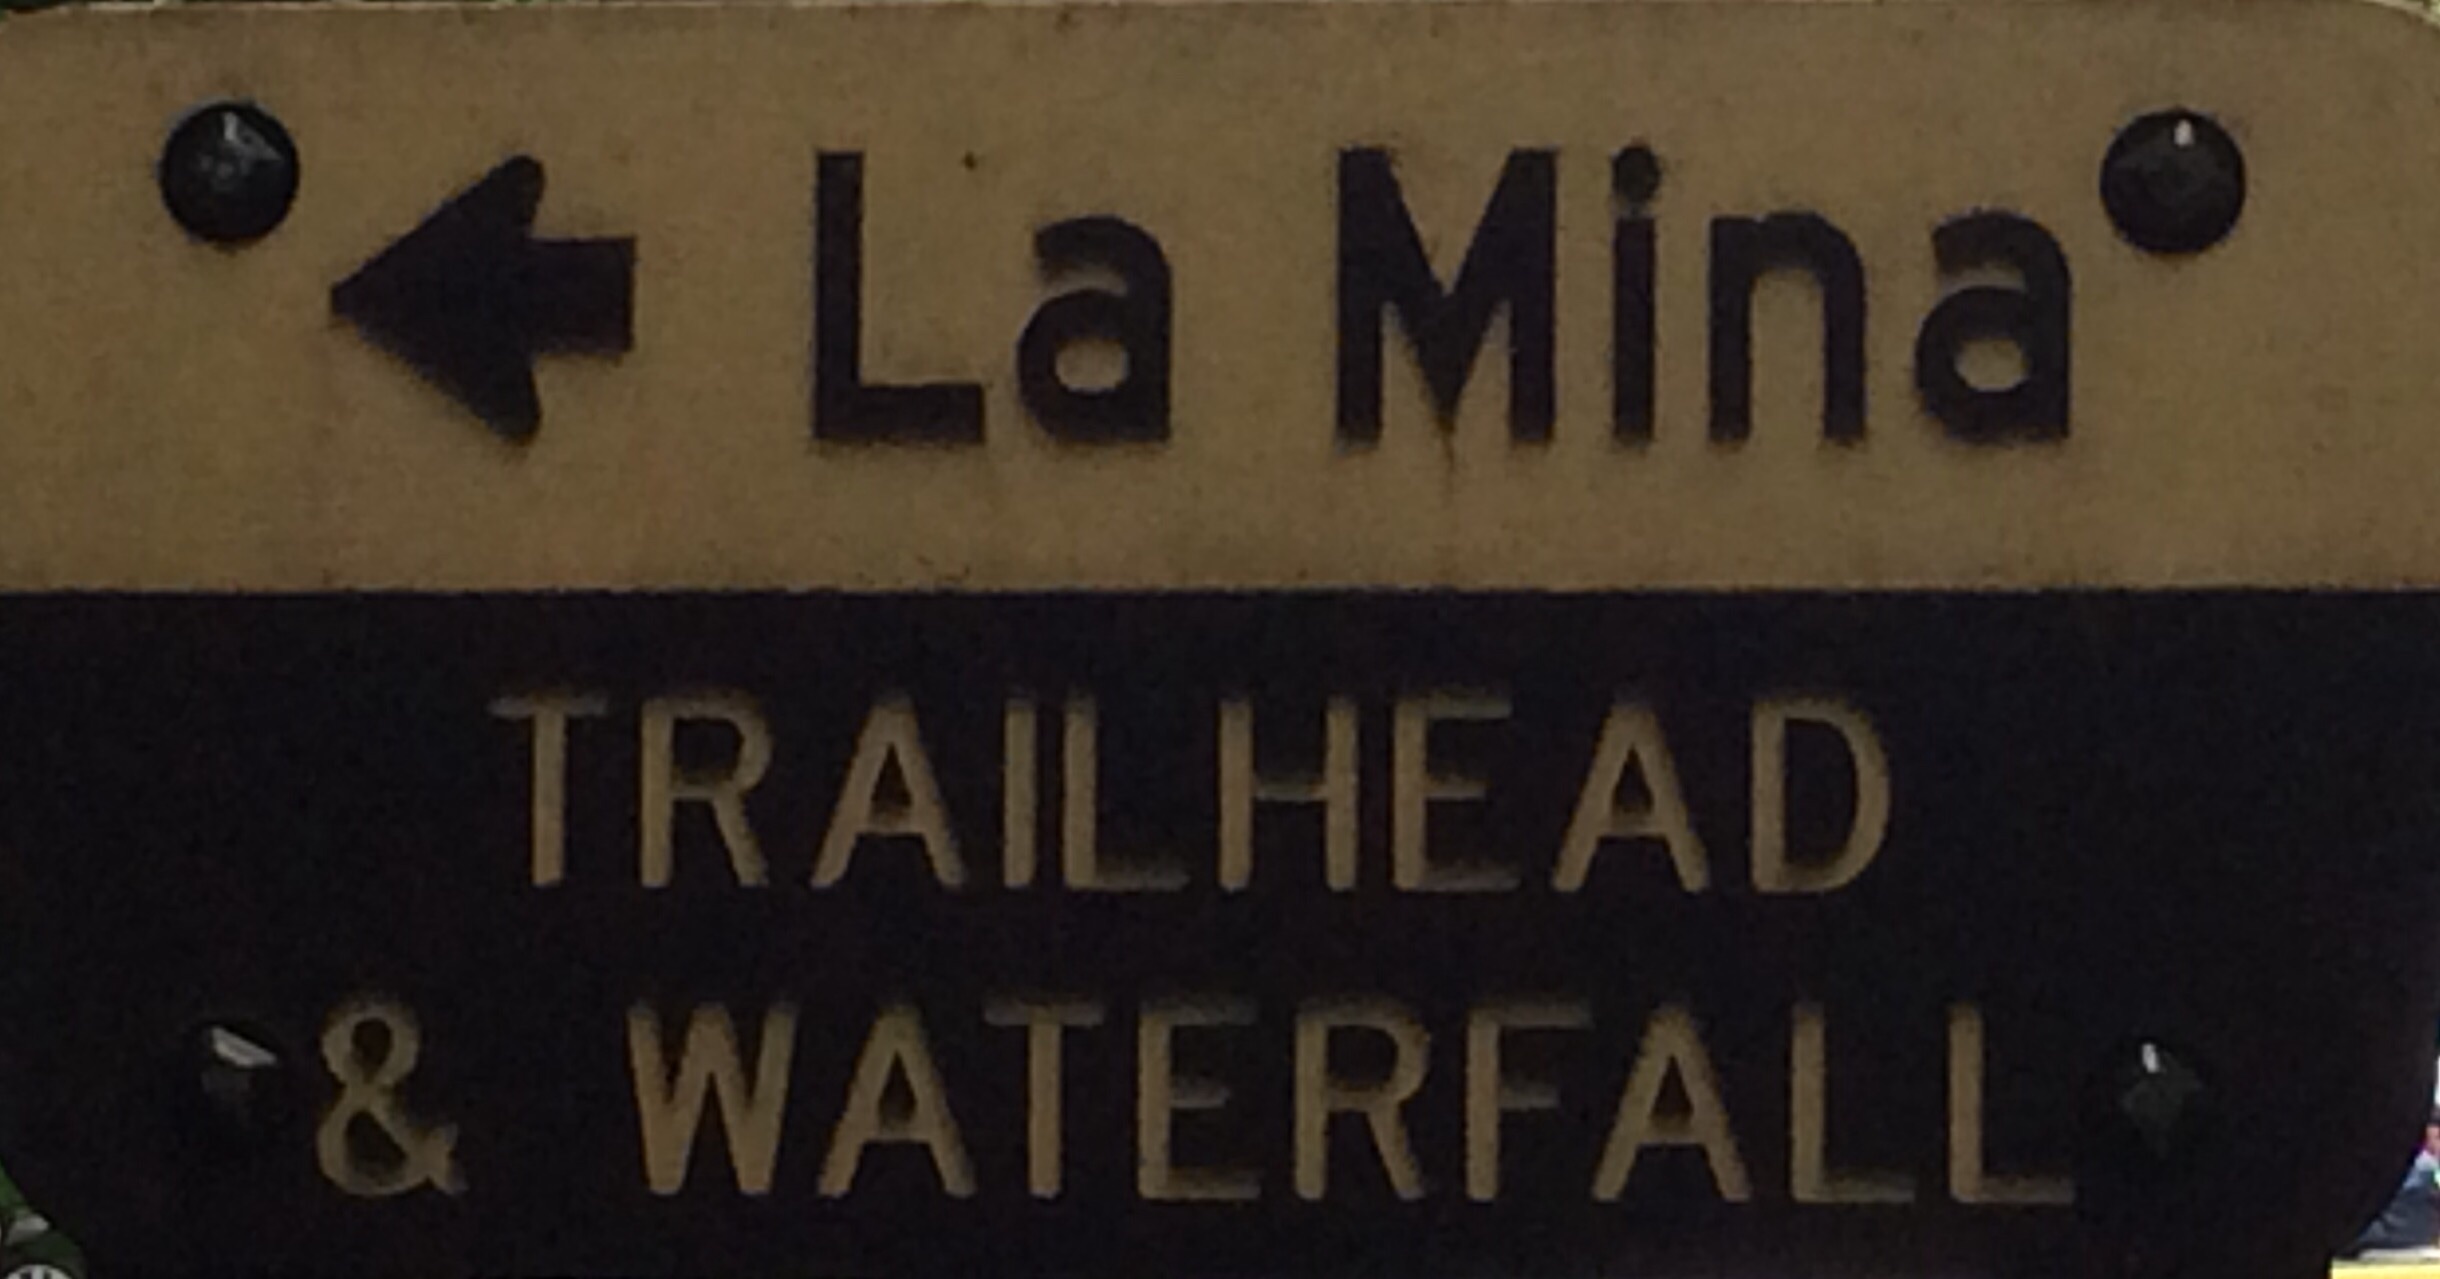 ← La Mina
TRAILHEAD
& WATERFALL